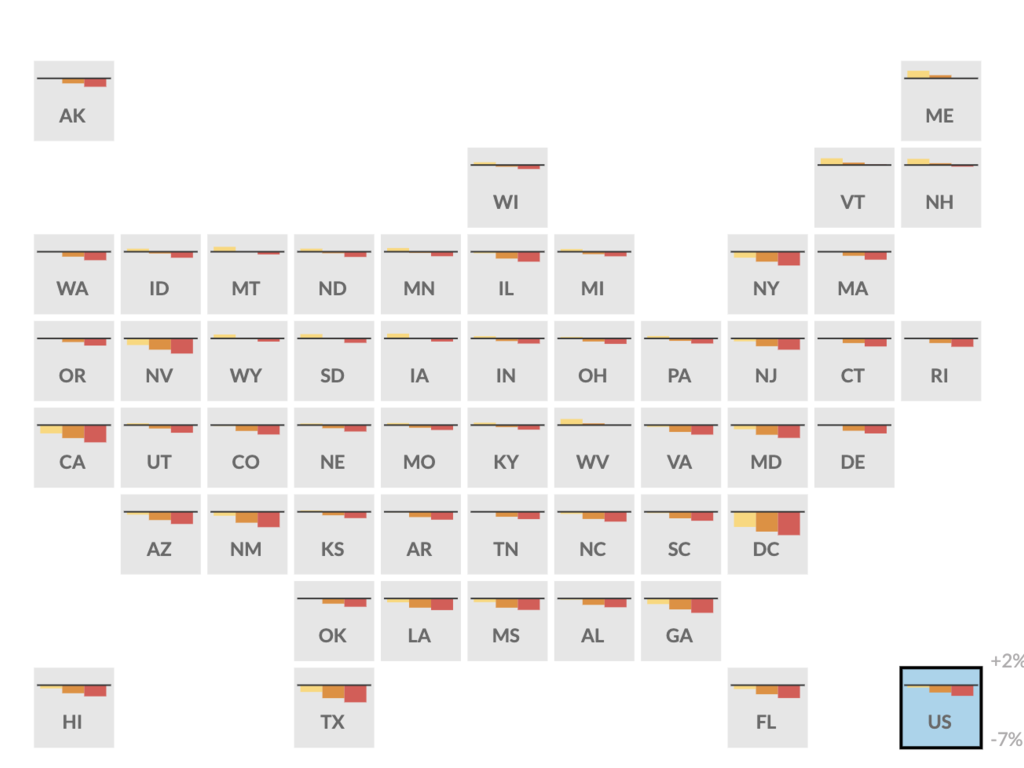 AK ME
WI VT NH
WA ID MT ND MN IL MI NY MA
OR NV WY SD IA IN OH PA NJ CT RI
CA UT CO NE MO KY WV VA MD DE
AZ NM KS AR TN NC SC DC
OK LA MS AL GA
+2%
HI TX FL US
-7%